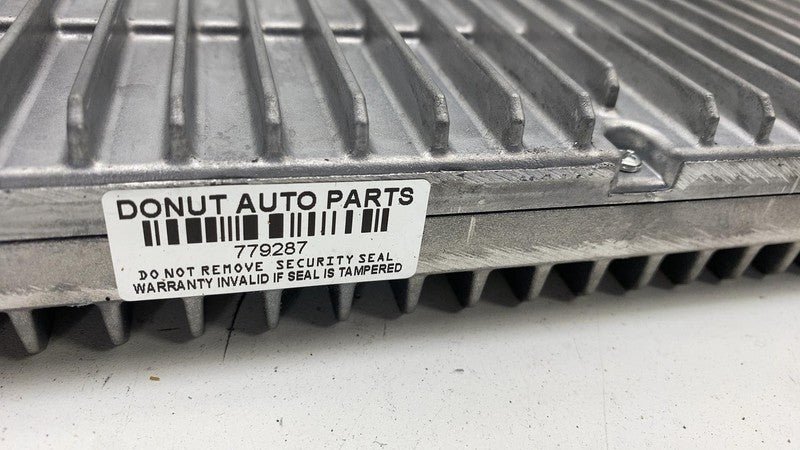 DONUT AUTO PARTS
779287
DO NOT REMOVE SECURITY SEAL
WARRANTY INVALID IF SEAL IS TAMPERED